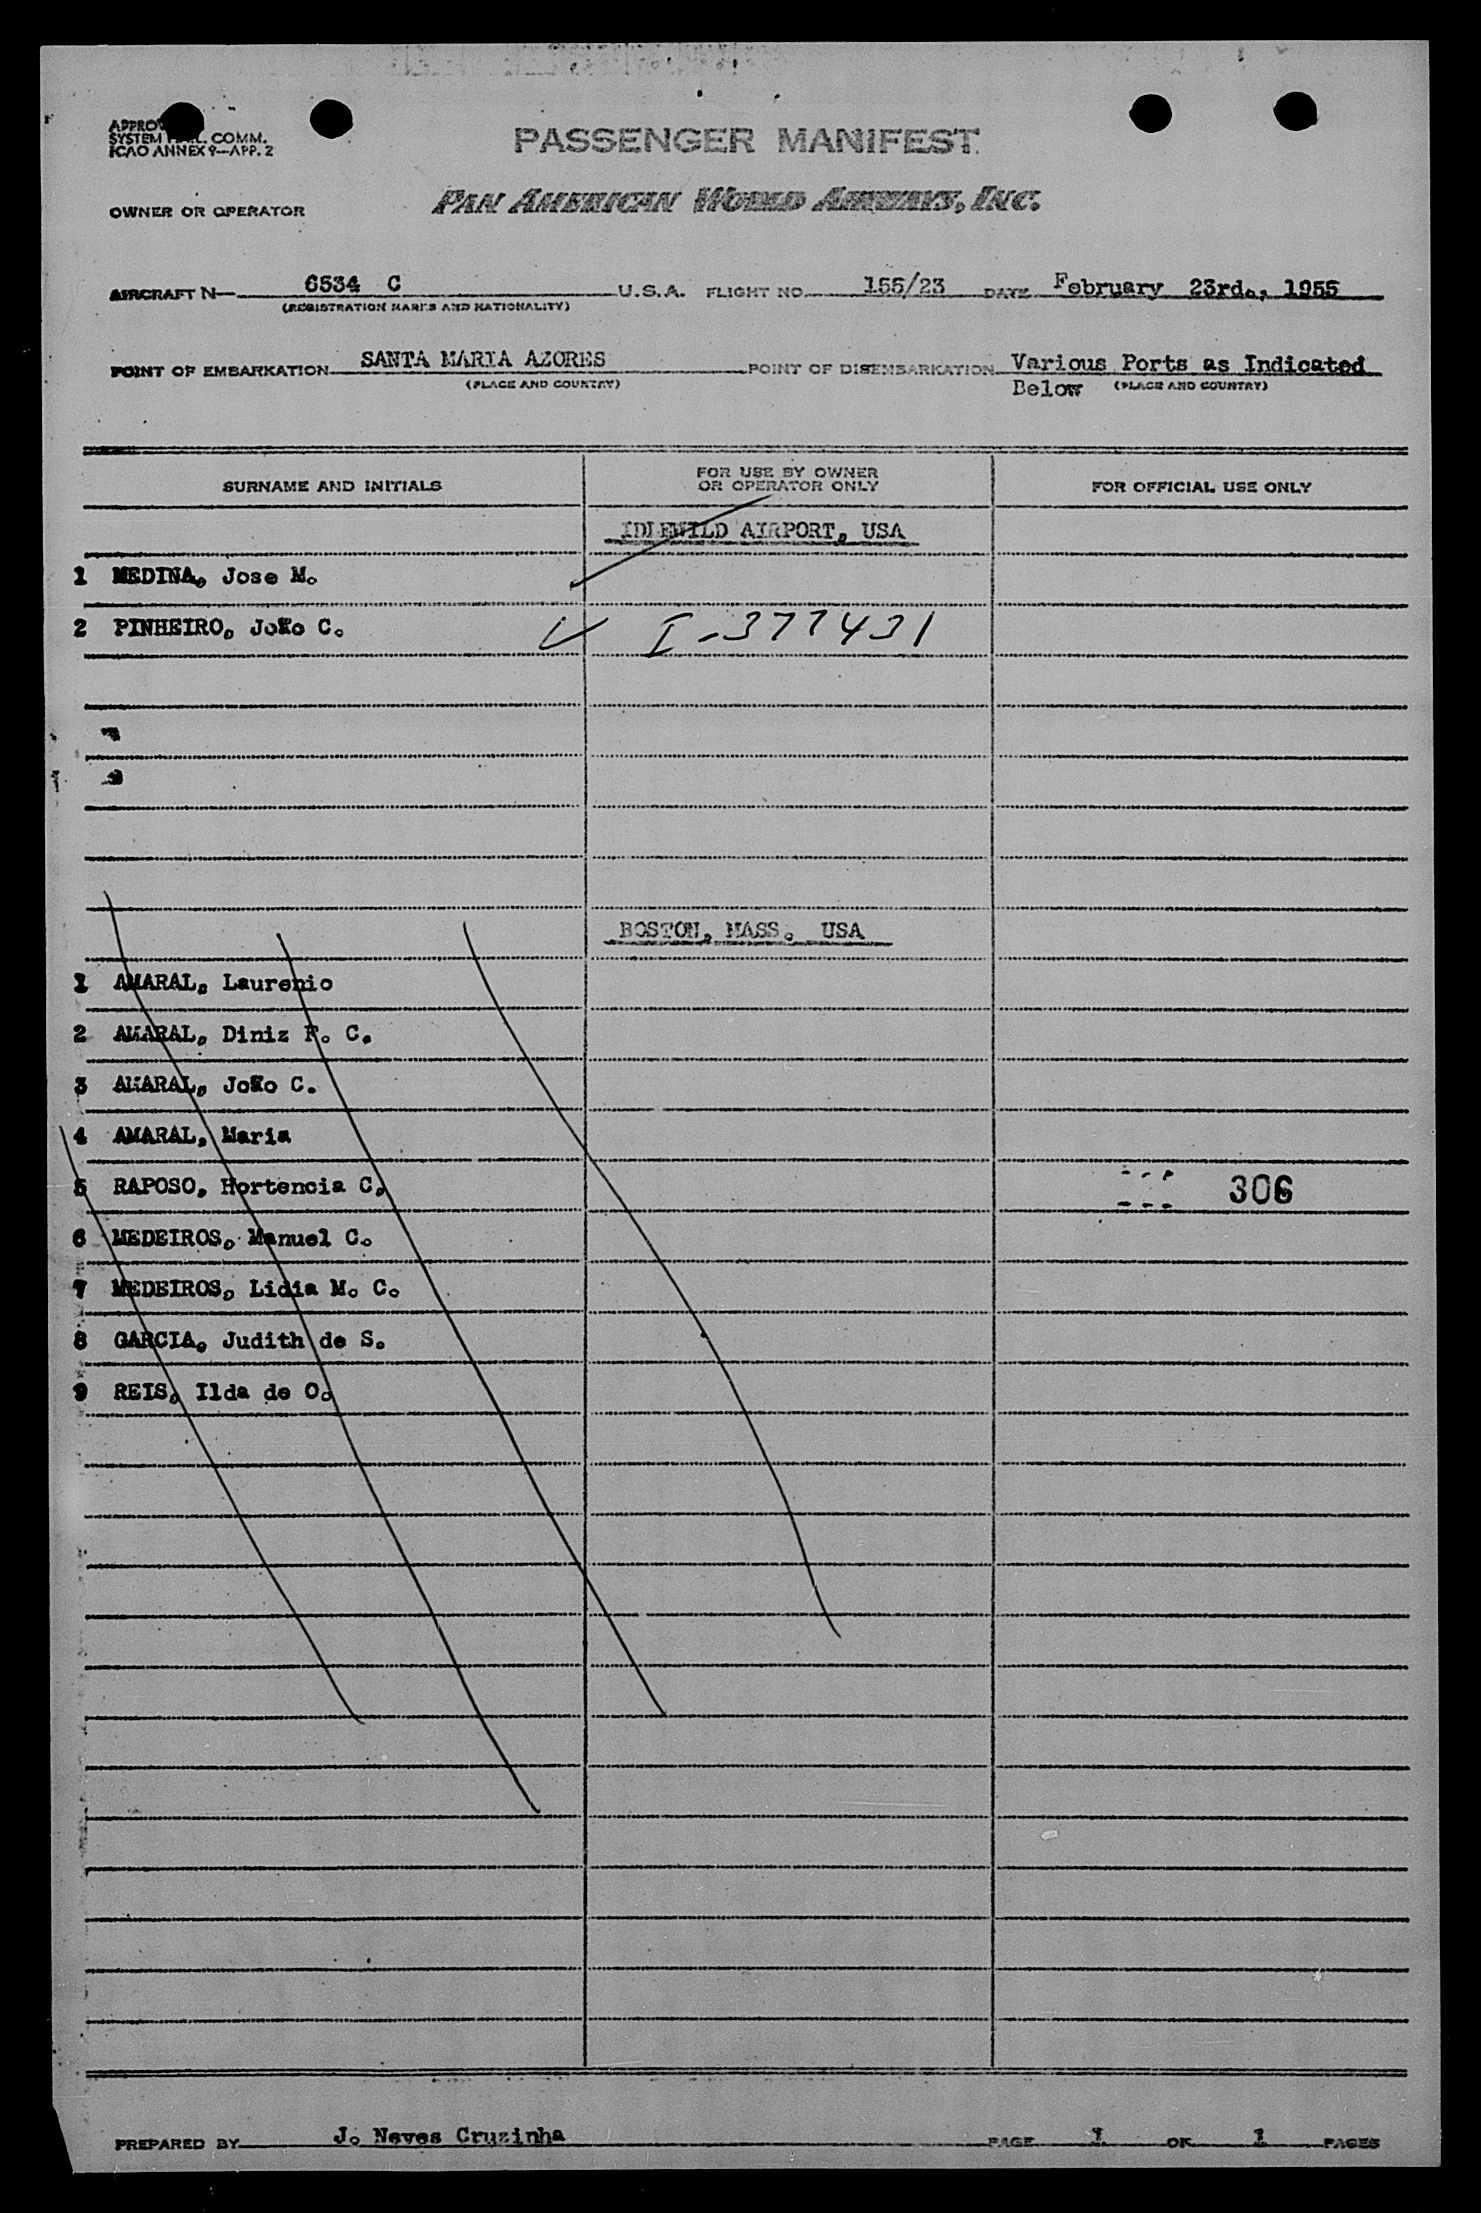 APPROV
SYSTEM COMM.
ICAO ANNEX 9—APP. 2
PASSENGER MANIFEST
OWNER OR OPERATOR
PAN AMERICAN WORLD AIRWAYS, INC.
AIRCRAFT N— 6534 C U.S.A. FLIGHT NO. 155/23 DATE February 23rd., 1955
(REGISTRATION MARKS AND NATIONALITY)
POINT OF EMBARKATION SANTA MARIA AZORES POINT OF DISEMBARKATION Various Ports as Indicated
(PLACE AND COUNTRY) Below (PLACE AND COUNTRY)
SURNAME AND INITIALS
FOR USE BY OWNER
OR OPERATOR ONLY
FOR OFFICIAL USE ONLY
IDLEWILD AIRPORT, USA
1 MEDINA, Jose M.
2 PINHEIRO, João C. I-377431
BOSTON, MASS. USA
1 AMARAL, Laurenio
2 AMARAL, Diniz F. C.
3 AMARAL, João C.
4 AMARAL, Maria
5 RAPOSO, Hortencia C. 306
6 MEDEIROS, Manuel C.
7 MEDEIROS, Lidia M. C.
8 GARCIA, Judith de S.
9 REIS, Ilda de O.
PREPARED BY J. Neves Cruzinha PAGE 1 OF 1 PAGES